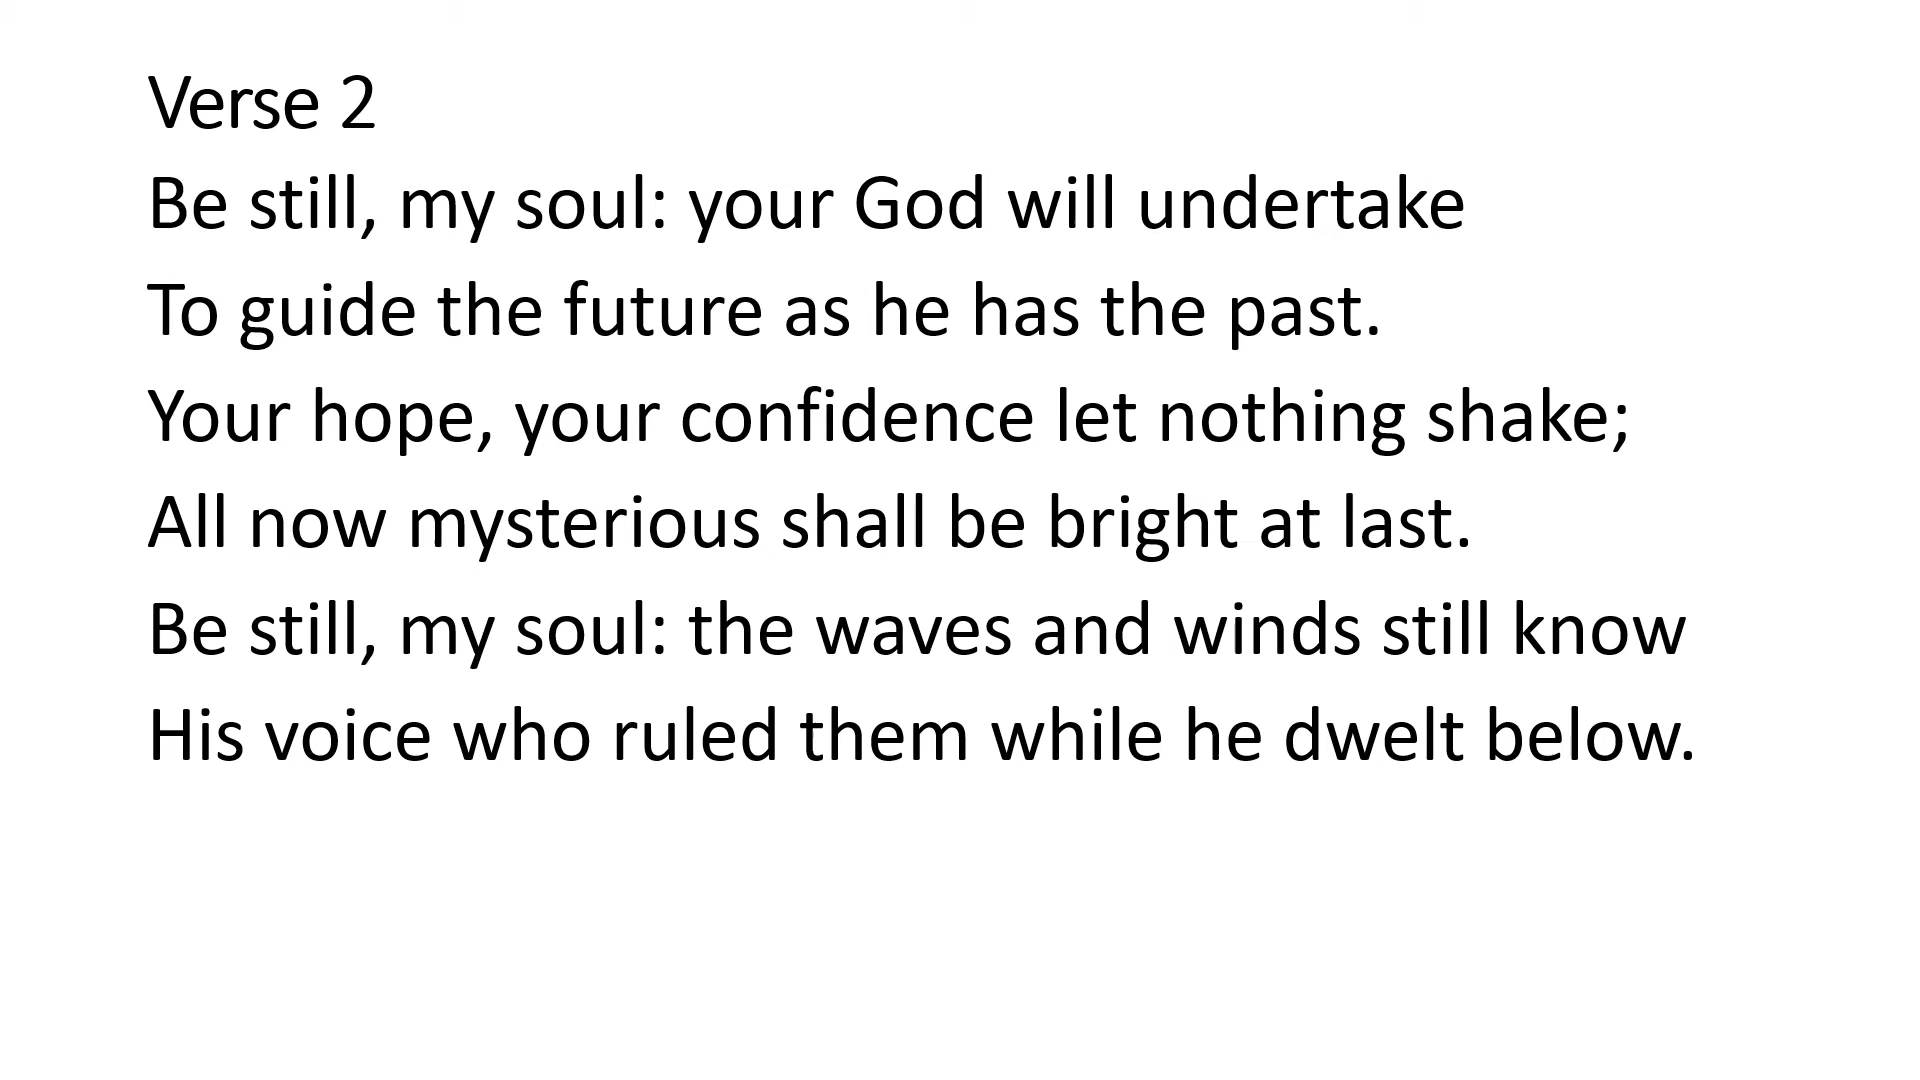 Verse 2
Be still, my soul: your God will undertake
To guide the future as he has the past.
Your hope, your confidence let nothing shake;
All now mysterious shall be bright at last.
Be still, my soul: the waves and winds still know
His voice who ruled them while he dwelt below.